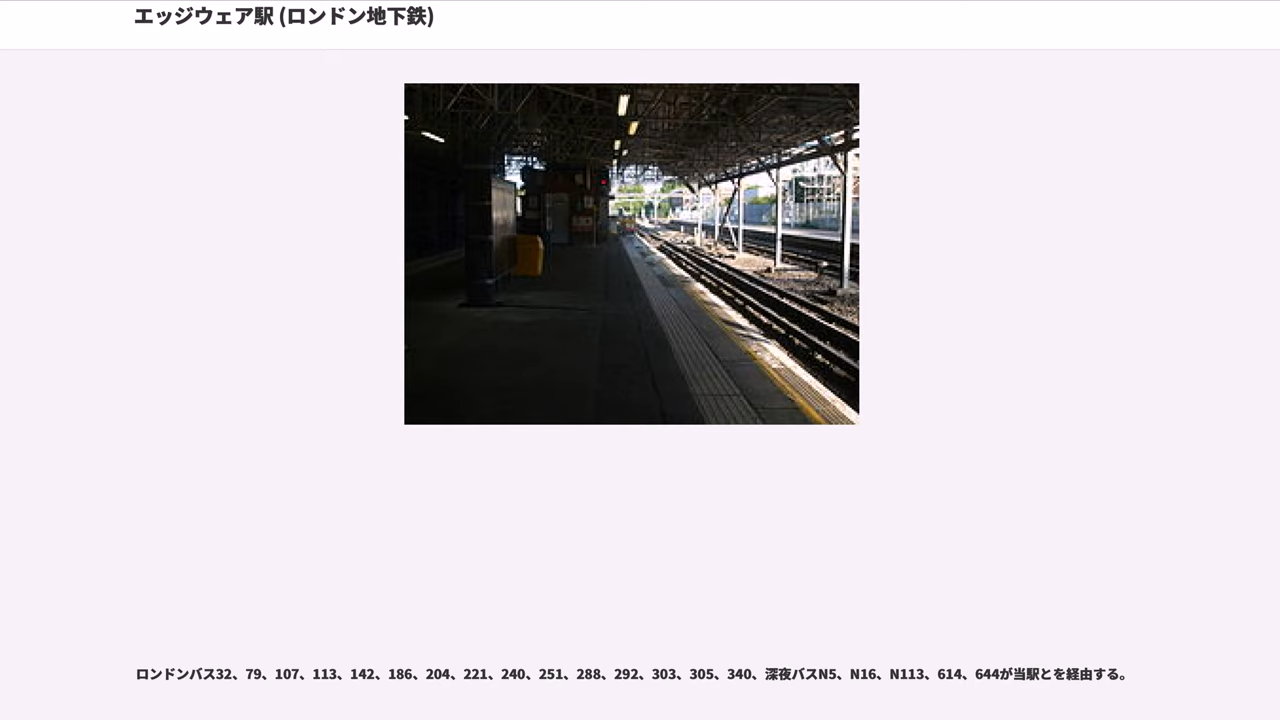 エッジウェア駅 (ロンドン地下鉄)
ロンドンバス32、79、107、113、142、186、204、221、240、251、288、292、303、305、340、深夜バスN5、N16、N113、614、644が当駅とを経由する。